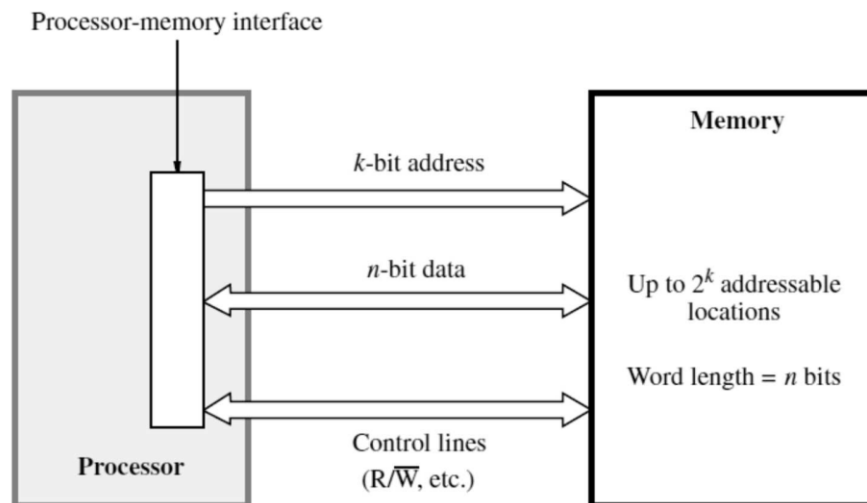 Processor-memory interface
Memory
k-bit address
n-bit data
Up to 2^k addressable
locations
Word length = n bits
Control lines
(R/W̅, etc.)
Processor